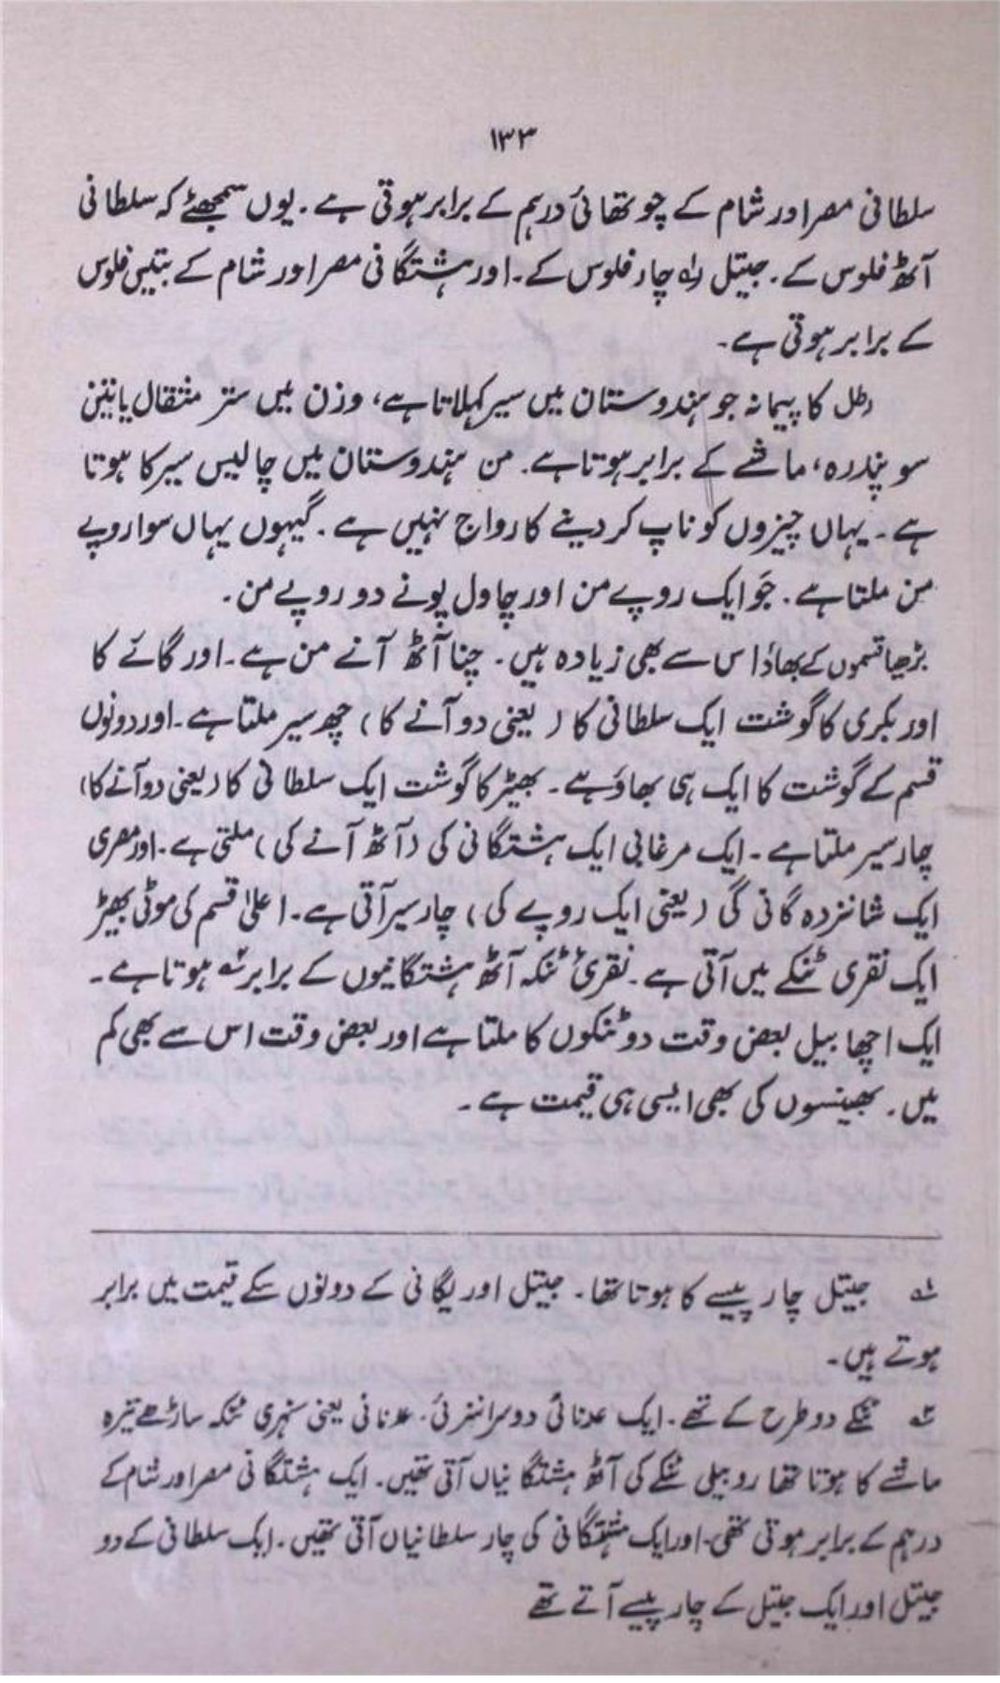 ۱۳۳
سلطانی مصر اور شام کے چوتھائی درہم کے برابر ہوتی ہے۔ یوں سمجھئے کہ سلطانی
آٹھ فلوس کے۔ جیتل ؎۱ چار فلوس کے۔ اور ہشتگانی مصر اور شام کے بتیس فلوس
کے برابر ہوتی ہے۔
رطل کا پیمانہ جو ہندوستان میں سیر کہلاتا ہے، وزن میں ستر مثقال یا تین
سو پندرہ، ماشے کے برابر ہوتا ہے۔ من ہندوستان میں چالیس سیر کا ہوتا
ہے۔ یہاں چیزوں کو ناپ کر دینے کا رواج نہیں ہے۔ گیہوں یہاں سوا روپے
من ملتا ہے۔ جَو ایک روپے من اور چاول پونے دو روپے من۔
بڑھیا قسموں کے بھاؤ اس سے بھی زیادہ ہیں۔ چنا آٹھ آنے من ہے۔ اور گائے کا
اور بکری کا گوشت ایک سلطانی کا (یعنی دو آنے کا) چھ سیر ملتا ہے۔ اور دونوں
قسم کے گوشت کا ایک ہی بھاؤ ہے۔ بھیڑ کا گوشت ایک سلطانی کا (یعنی دو آنے کا)
چار سیر ملتا ہے۔ ایک مرغابی ایک ہشتگانی کی (آٹھ آنے کی) ملتی ہے۔ اور مصری
ایک شانزدہ گانی گی (یعنی ایک روپے کی) چار سیر آتی ہے۔ اعلیٰ قسم کی موٹی بھیڑ
ایک نقری ٹنکے میں آتی ہے۔ نقرئی ٹنکہ آٹھ ہشتگانیوں کے برابر ؎۲ ہوتا ہے۔
ایک اچھا بیل بعض وقت دو ٹنکوں کا ملتا ہے اور بعض وقت اس سے بھی کم
میں۔ بھینسوں کی بھی ایسی ہی قیمت ہے۔
؎۱ جیتل چار پیسے کا ہوتا تھا۔ جیتل اور یگانی کے دونوں سکے قیمت میں برابر
ہوتے ہیں۔
؎۲ ٹنکے دو طرح کے تھے۔ ایک عدنائی دوسرا نقرئی۔ عدنانی یعنی سنہری ٹنکہ ساڑھے تیرہ
ماشے کا ہوتا تھا روپیلی ٹنکے کی آٹھ ہشتگانیاں آتی تھیں۔ ایک ہشتگانی مصر اور شام کے
درہم کے برابر ہوتی تھی۔ اور ایک ہشتگانی کی چار سلطانیاں آتی تھیں۔ ایک سلطانی کے دو
جیتل اور ایک جیتل کے چار پیسے آتے تھے